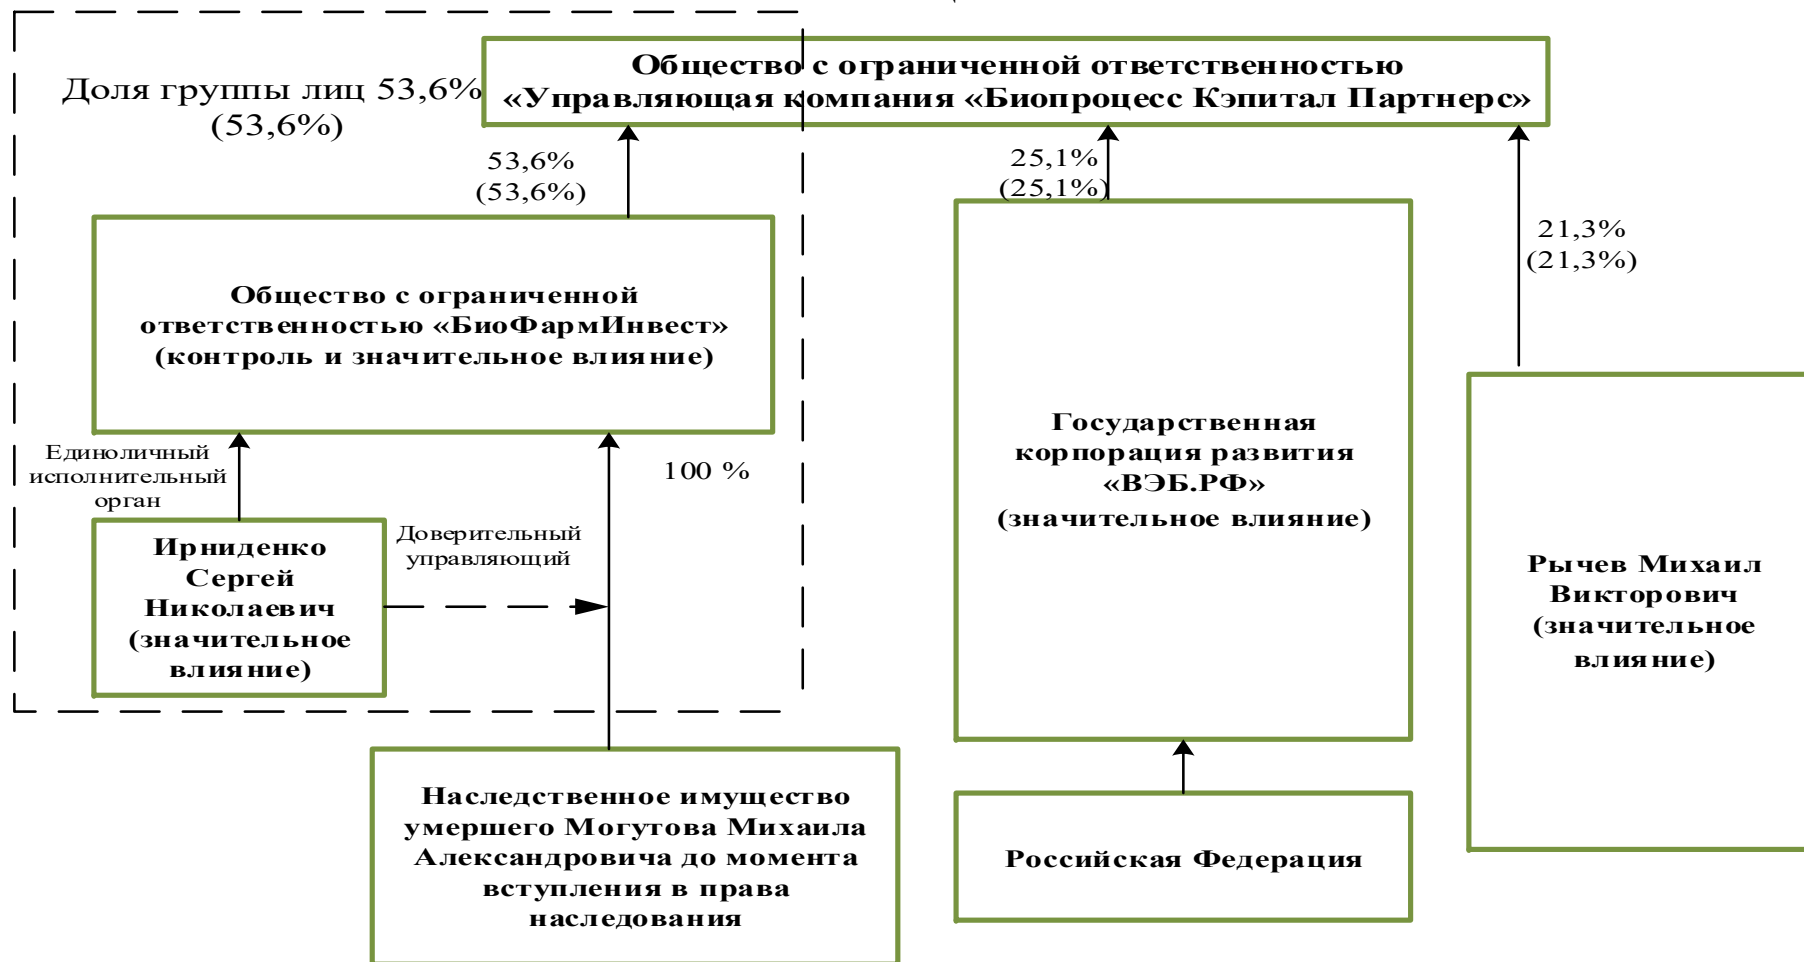 Общество с ограниченной ответственностью
«Управляющая компания «Биопроцесс Кэпитал Партнерс»
Доля группы лиц 53,6%
(53,6%)
53,6%
(53,6%)
25,1%
(25,1%)
21,3%
(21,3%)
Общество с ограниченной
ответственностью «БиоФармИнвест»
(контроль и значительное влияние)
Государственная
корпорация развития
«ВЭБ.РФ»
(значительное влияние)
Рычев Михаил
Викторович
(значительное
влияние)
Единоличный
исполнительный
орган
100 %
Ирниденко
Сергей
Николаевич
(значительное
влияние)
Доверительный
управляющий
Наследственное имущество
умершего Могутова Михаила
Александровича до момента
вступления в права
наследования
Российская Федерация